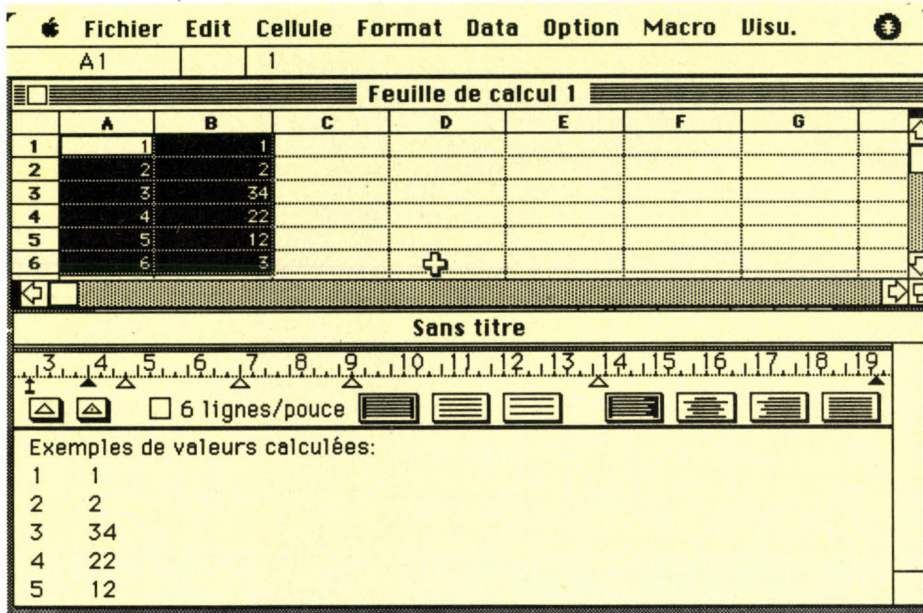 Fichier Edit Cellule Format Data Option Macro Visu.
A1 1
Feuille de calcul 1
A B C D E F G
1 1 1
2 2 2
3 3 34
4 4 22
5 5 12
6 6 3
Sans titre
3 4 5 6 7 8 9 10 11 12 13 14 15 16 17 18 19
6 lignes/pouce
Exemples de valeurs calculées:
1 1
2 2
3 34
4 22
5 12